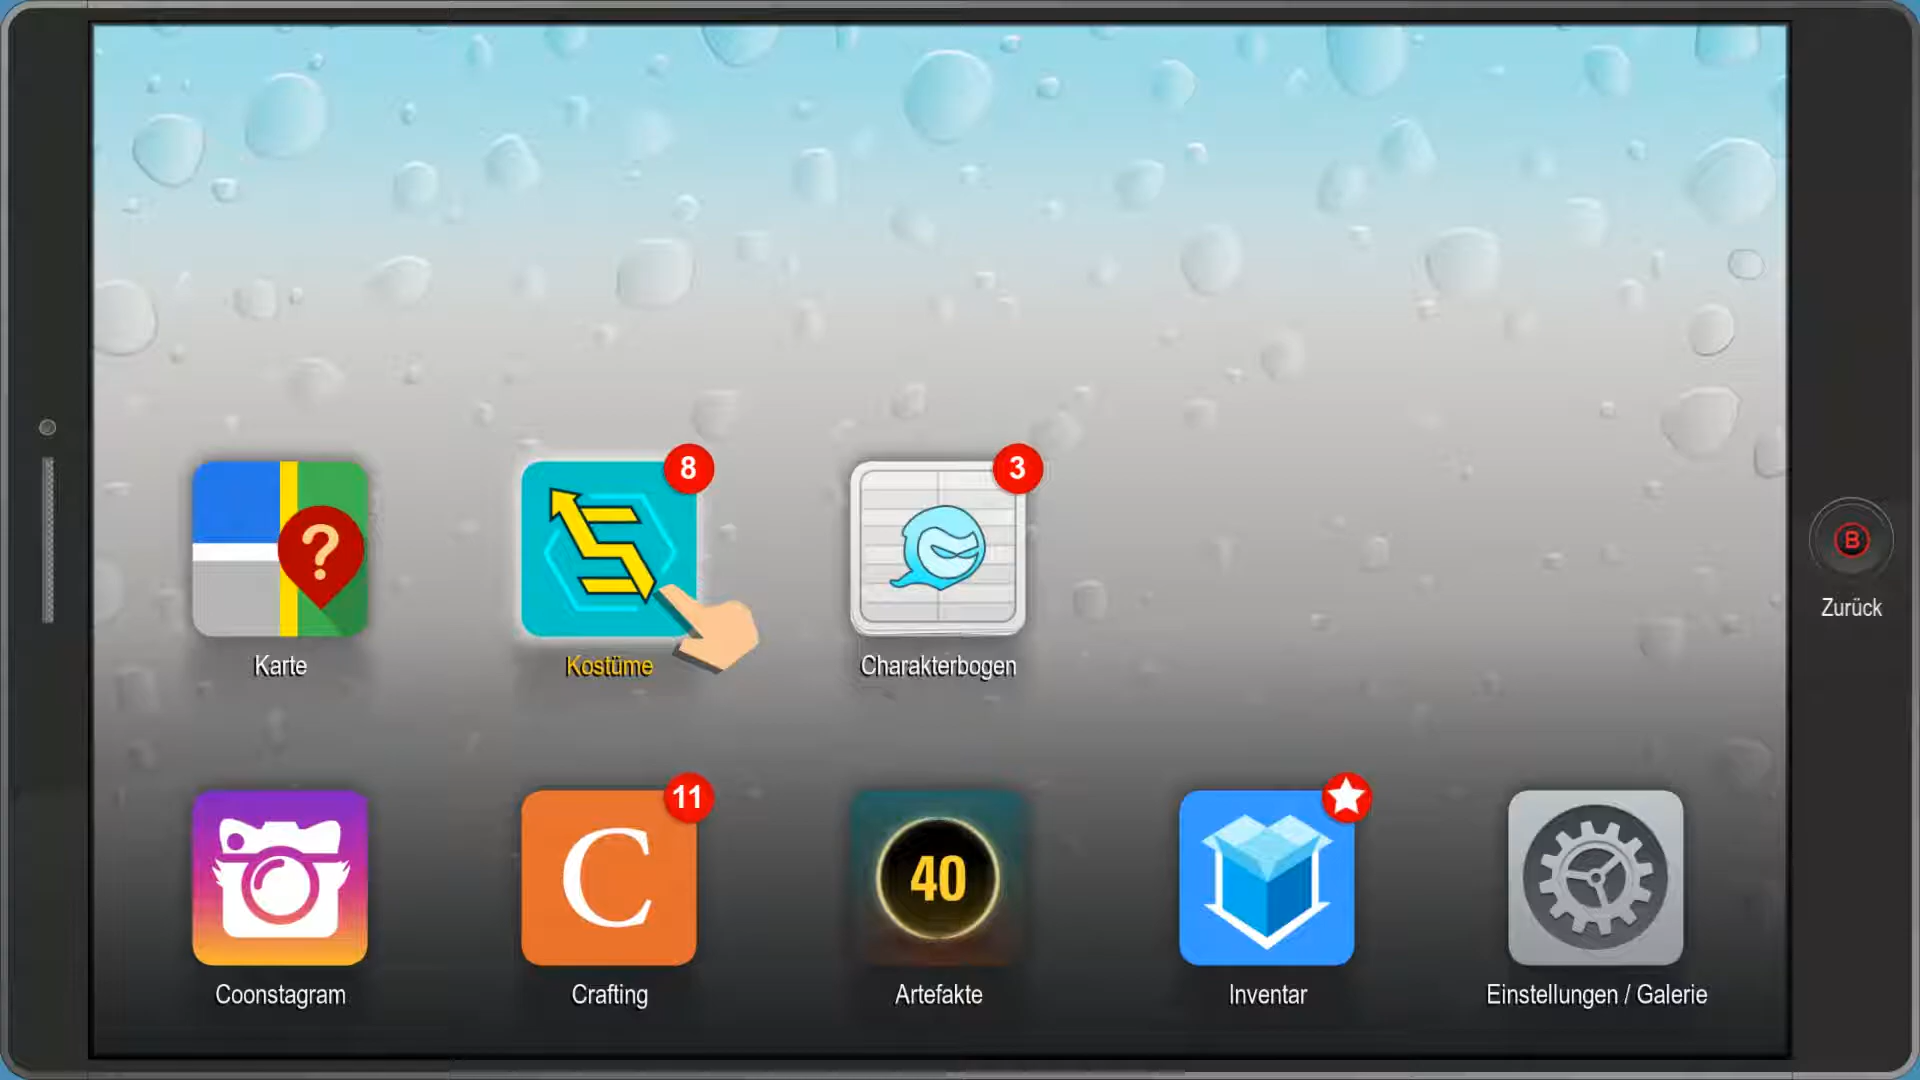 8
3
?
Karte
Kostüme
Charakterbogen
B
Zurück
11
C
40
Coonstagram
Crafting
Artefakte
Inventar
Einstellungen / Galerie